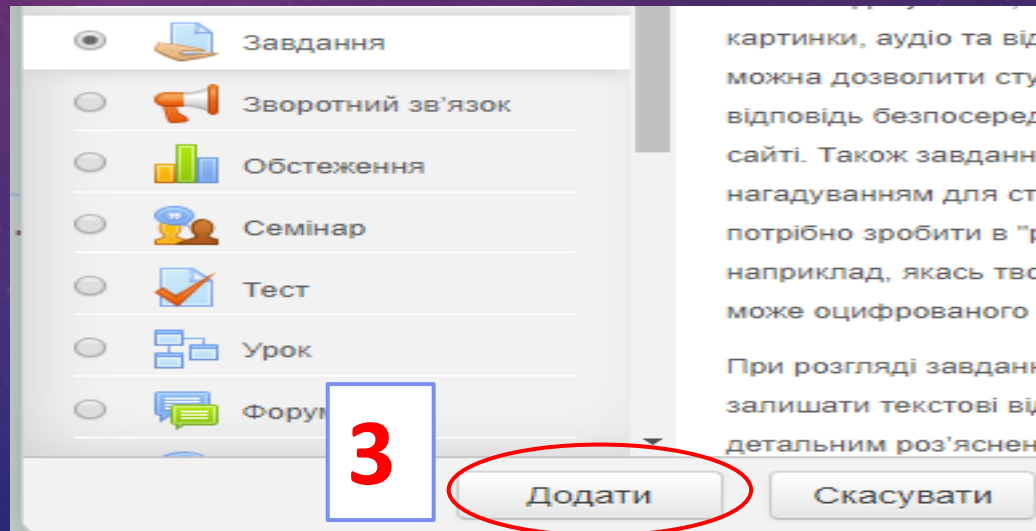 Завдання
Зворотний зв'язок
Обстеження
Семінар
Тест
Урок
Форум
картинки, аудіо та від
можна дозволити сту
відповідь безпосеред
сайті. Також завданн
нагадуванням для ст
потрібно зробити в "р
наприклад, якась тво
може оцифрованого
При розгляді завданн
залишати текстові від
детальним роз'яснен
3
Додати
Скасувати